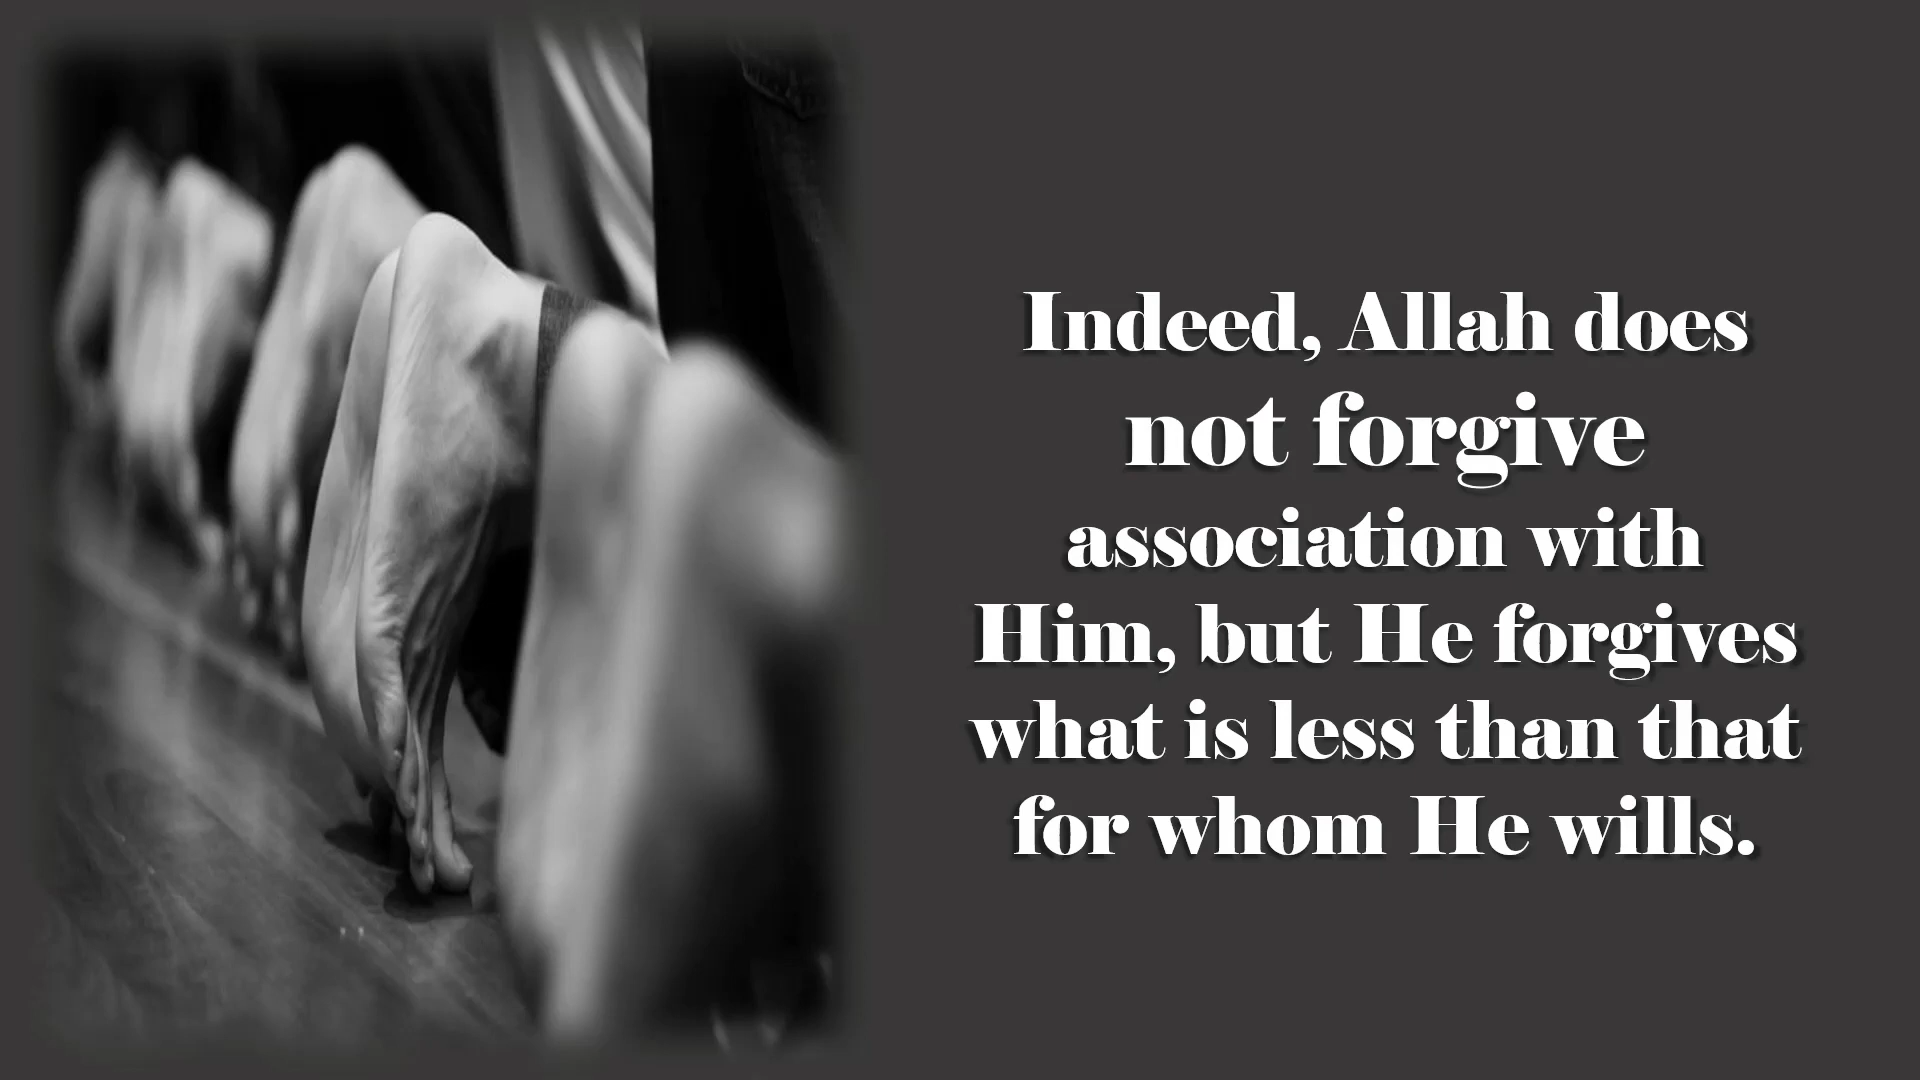 Indeed, Allah does
not forgive
association with
Him, but He forgives
what is less than that
for whom He wills.